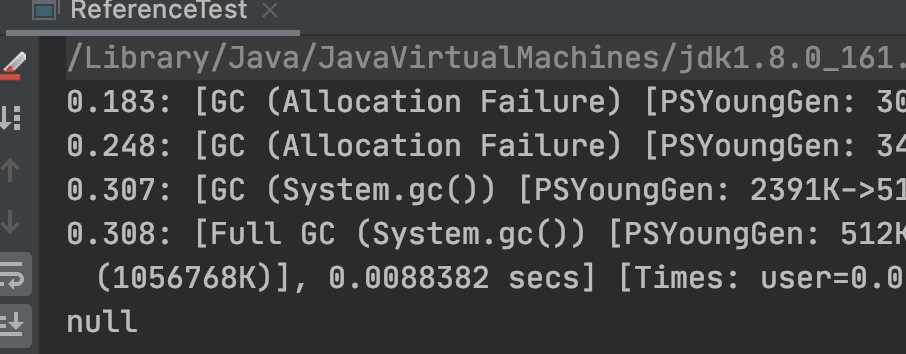 ReferenceTest
/Library/Java/JavaVirtualMachines/jdk1.8.0_161.
0.183: [GC (Allocation Failure) [PSYoungGen: 30
0.248: [GC (Allocation Failure) [PSYoungGen: 34
0.307: [GC (System.gc()) [PSYoungGen: 2391K->51
0.308: [Full GC (System.gc()) [PSYoungGen: 512K
(1056768K)], 0.0088382 secs] [Times: user=0.0
null